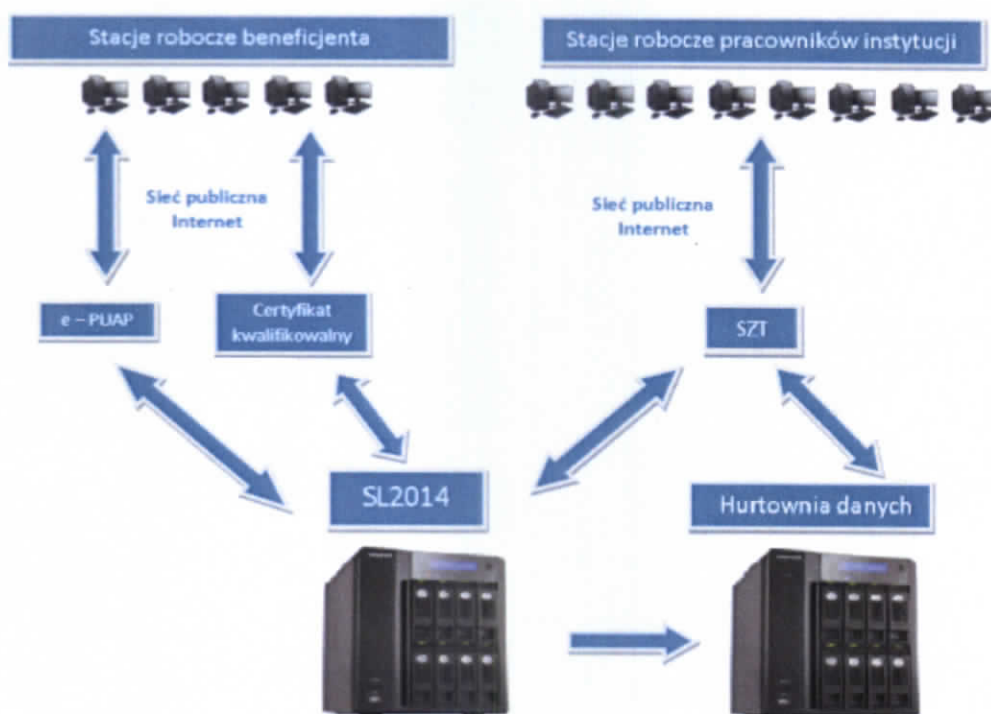 Stacje robocze beneficjenta
Stacje robocze pracowników instytucji
Sieć publiczna
Internet
Sieć publiczna
Internet
e – PUAP
Certyfikat
kwalifikowalny
SZT
SL2014
Hurtownia danych